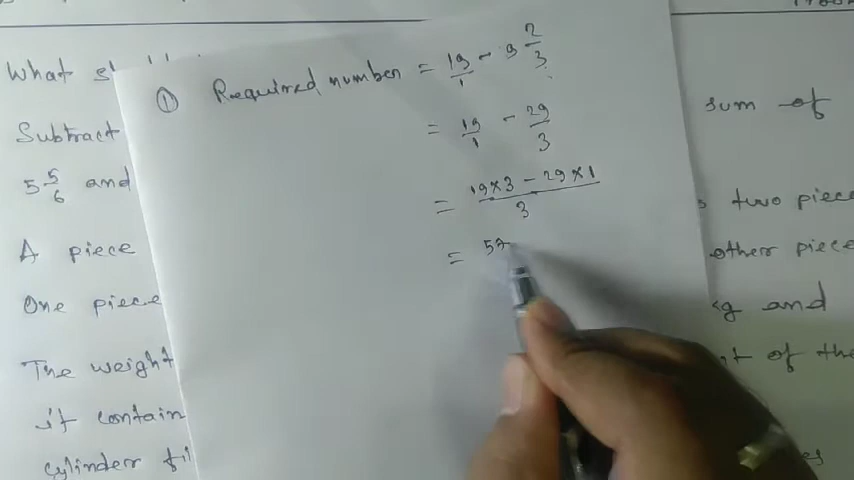 What
① Required number = 19/1 - 9 2/3
sum of
Subtract
= 19/1 - 29/3
5 5/6 and
= 19×3 - 29×1 / 3
two piece
A piece
= 57
other piece
One piece
and
The weight
of the
it contain
cylinder